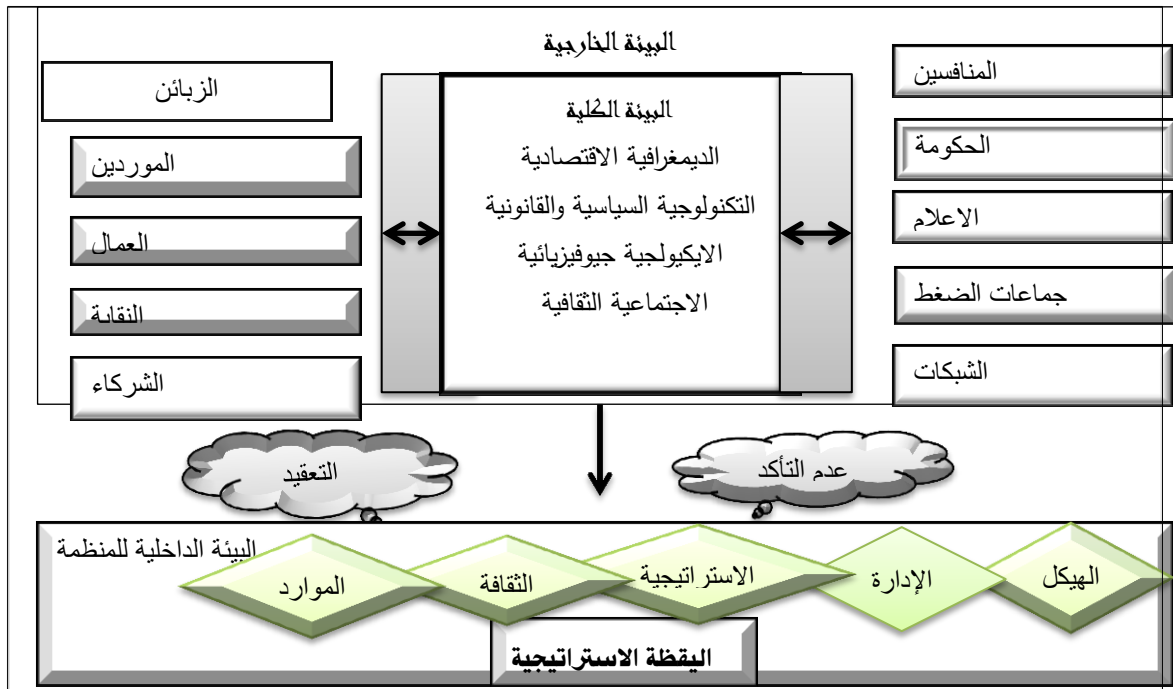 البيئة الخارجية
المنافسين
الحكومة
الاعلام
جماعات الضغط
الشبكات
البيئة الكلية
الديمغرافية الاقتصادية
التكنولوجية السياسية والقانونية
الايكيولجية جيوفيزيائية
الاجتماعية الثقافية
الزبائن
الموردين
العمال
النقابة
الشركاء
عدم التأكد
التعقيد
البيئة الداخلية للمنظمة
الهيكل
الإدارة
الاستراتيجية
الثقافة
الموارد
اليقظة الاستراتيجية